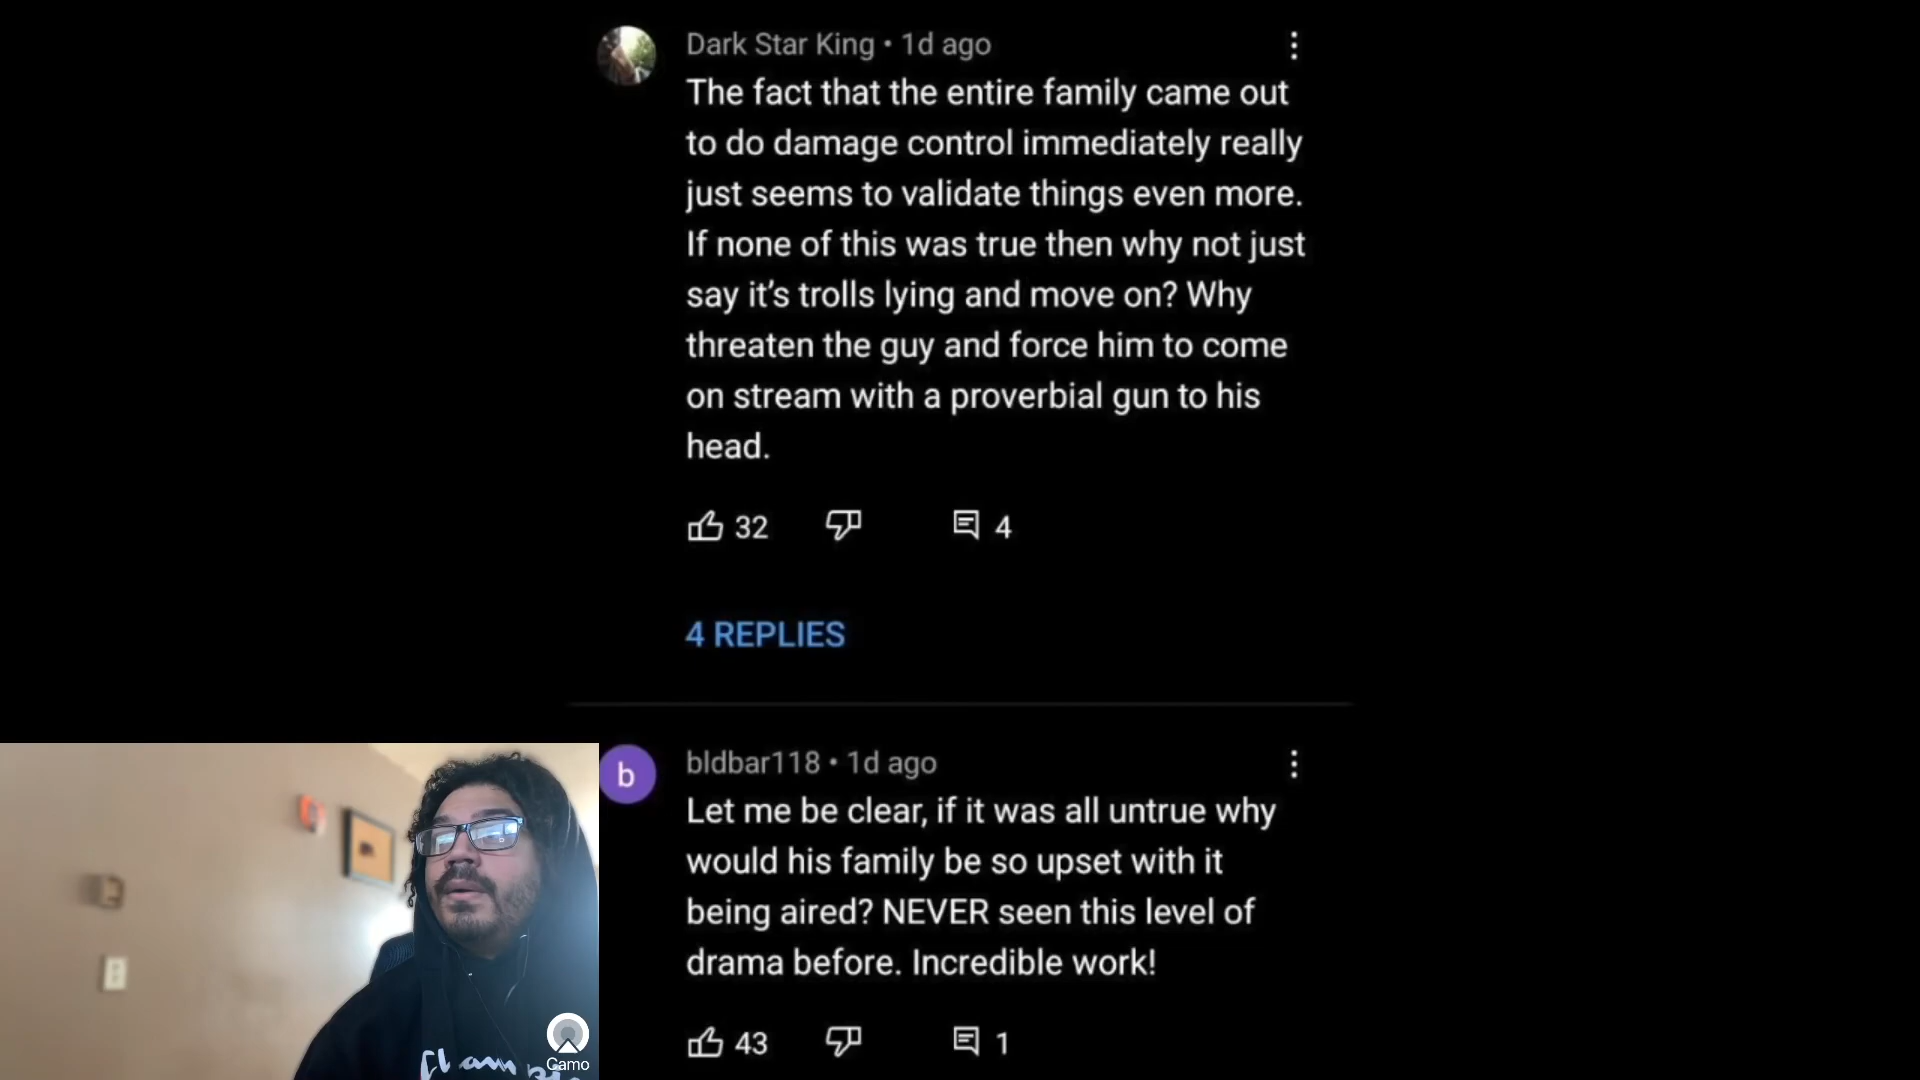 Dark Star King • 1d ago
The fact that the entire family came out
to do damage control immediately really
just seems to validate things even more.
If none of this was true then why not just
say it's trolls lying and move on? Why
threaten the guy and force him to come
on stream with a proverbial gun to his
head.
32 4
4 REPLIES
b
bldbar118 • 1d ago
Let me be clear, if it was all untrue why
would his family be so upset with it
being aired? NEVER seen this level of
drama before. Incredible work!
43 1
Camo